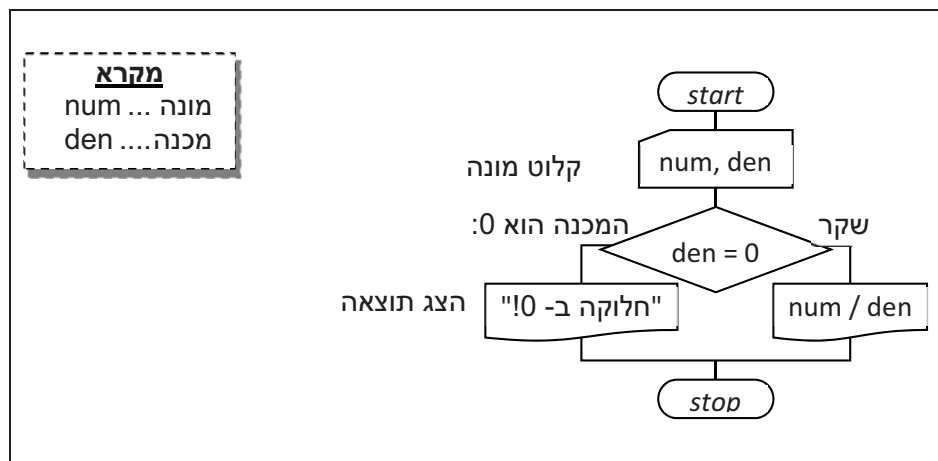 מקרא
מונה ... num
מכנה.... den
start
קלוט מונה
num, den
המכנה הוא 0:
den = 0
שקר
הצג תוצאה
"חלוקה ב- 0!"
num / den
stop